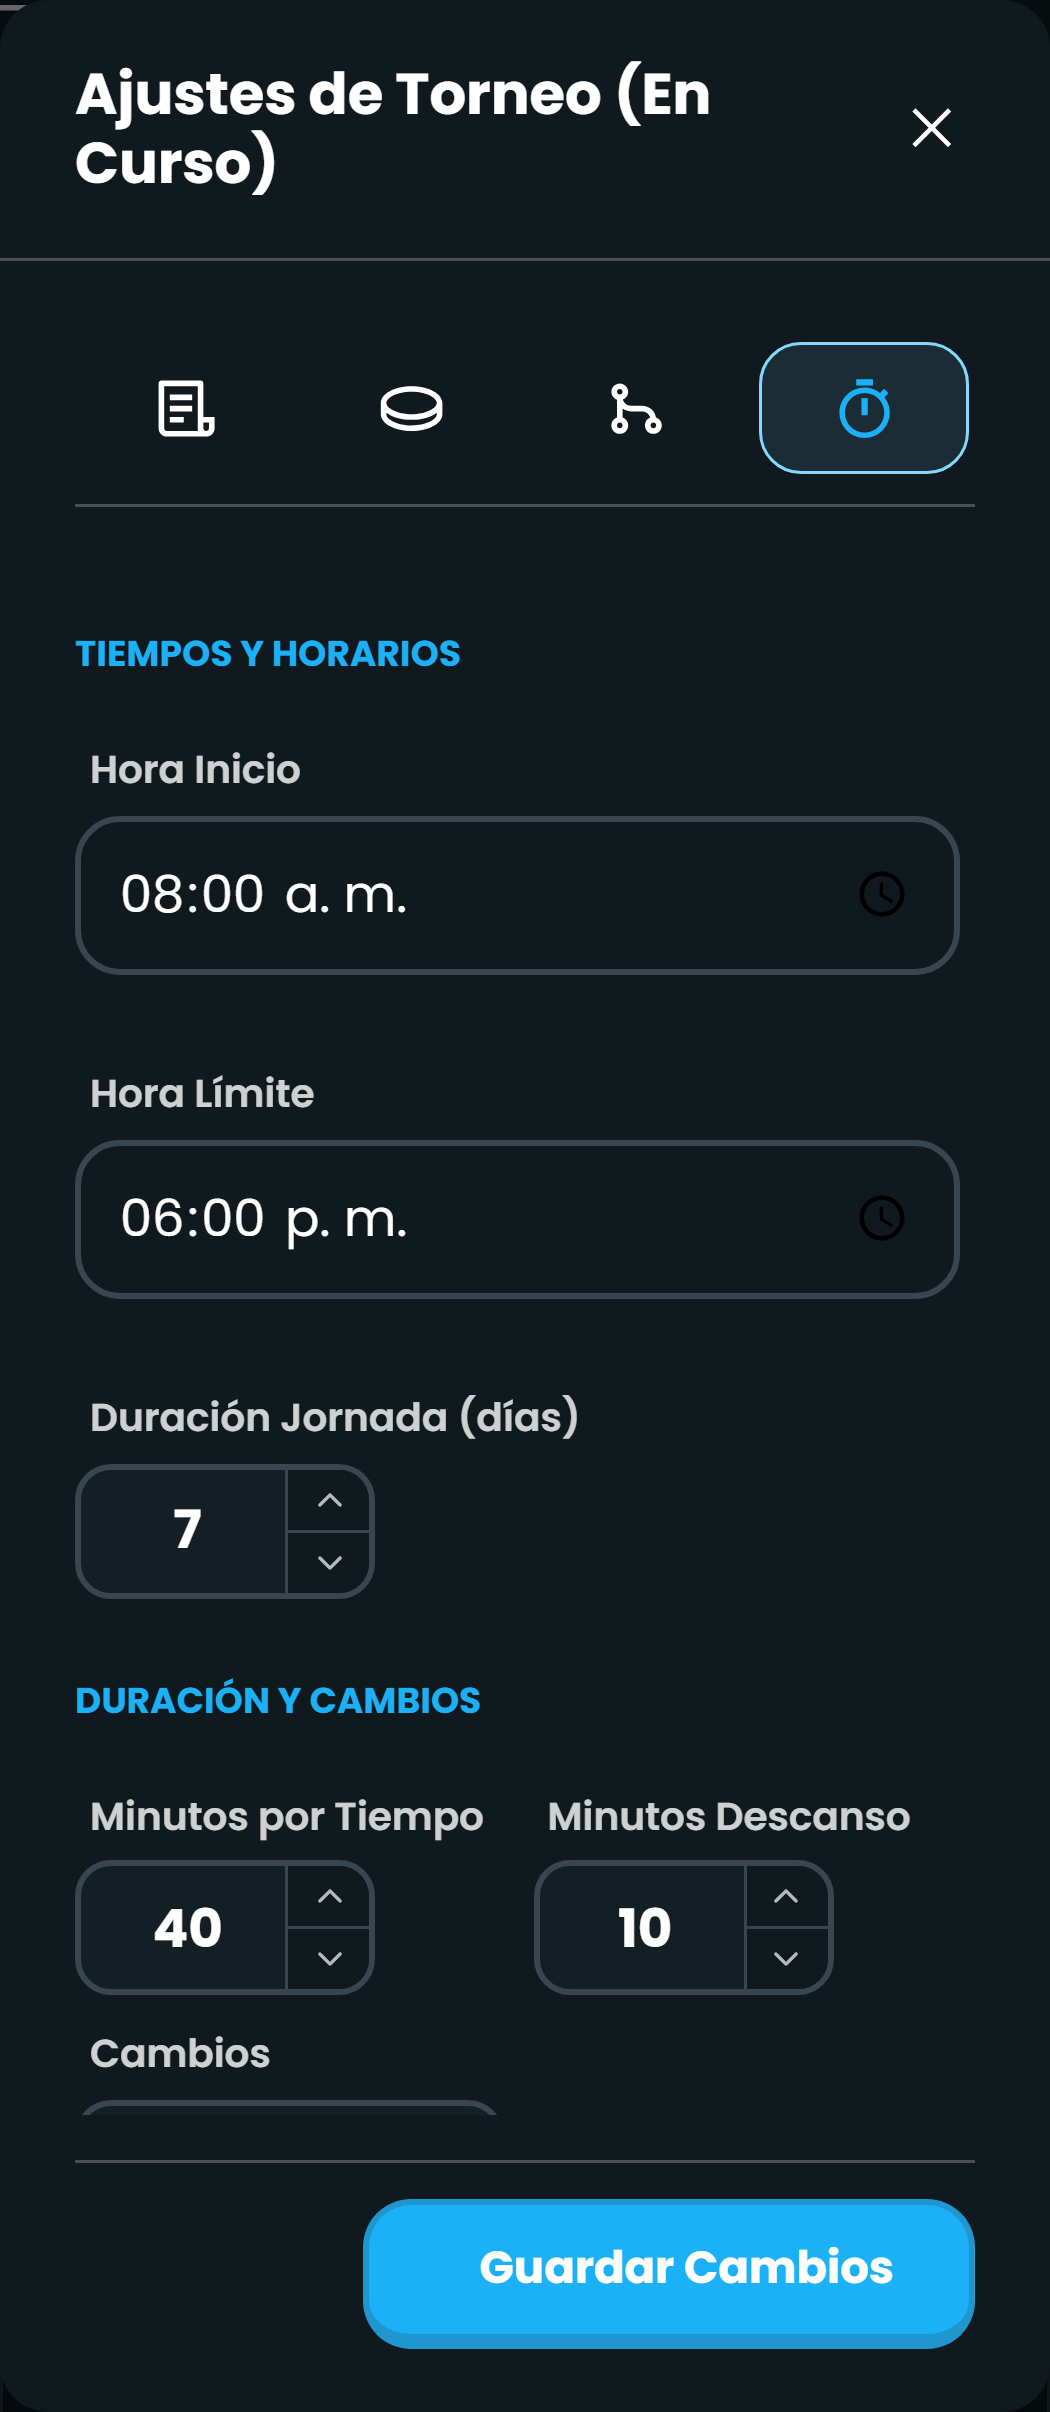 Ajustes de Torneo (En
Curso)
TIEMPOS Y HORARIOS
Hora Inicio
08:00 a. m.
Hora Límite
06:00 p. m.
Duración Jornada (días)
7
DURACIÓN Y CAMBIOS
Minutos por Tiempo Minutos Descanso
40 10
Cambios
Guardar Cambios